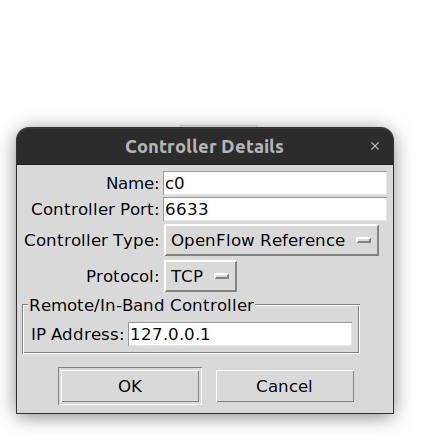 Controller Details ×
Name: c0
Controller Port: 6633
Controller Type: OpenFlow Reference
Protocol: TCP
Remote/In-Band Controller
IP Address: 127.0.0.1
OK Cancel